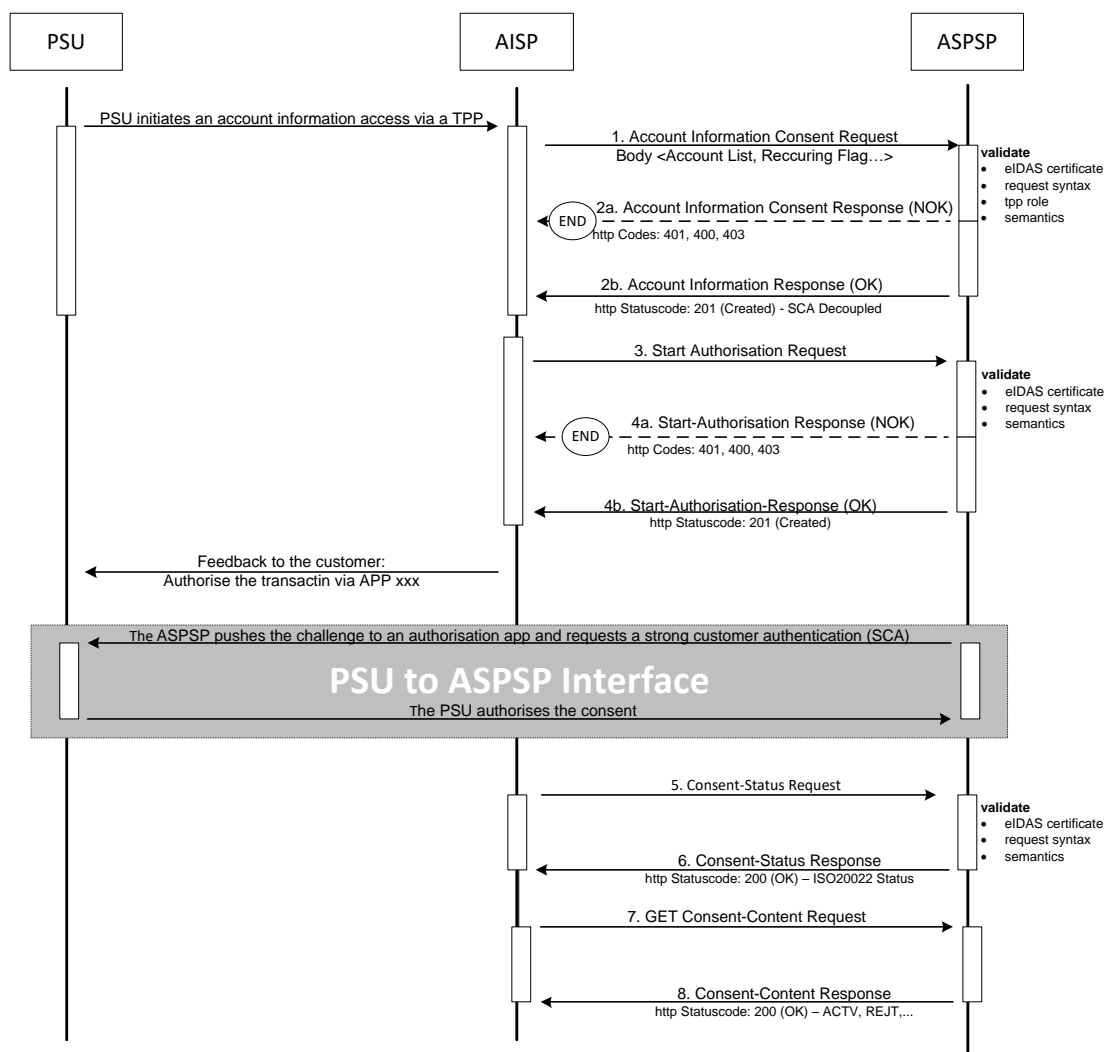 PSU
AISP
ASPSP
PSU initiates an account information access via a TPP
1. Account Information Consent Request
Body <Account List, Reccuring Flag…>
validate
• eIDAS certificate
• request syntax
• tpp role
• semantics
2a. Account Information Consent Response (NOK)
END
http Codes: 401, 400, 403
2b. Account Information Response (OK)
http Statuscode: 201 (Created) - SCA Decoupled
3. Start Authorisation Request
validate
• eIDAS certificate
• request syntax
• semantics
4a. Start-Authorisation Response (NOK)
END
http Codes: 401, 400, 403
4b. Start-Authorisation-Response (OK)
http Statuscode: 201 (Created)
Feedback to the customer:
Authorise the transactin via APP xxx
The ASPSP pushes the challenge to an authorisation app and requests a strong customer authentication (SCA)
PSU to ASPSP Interface
The PSU authorises the consent
5. Consent-Status Request
validate
• eIDAS certificate
• request syntax
• semantics
6. Consent-Status Response
http Statuscode: 200 (OK) – ISO20022 Status
7. GET Consent-Content Request
8. Consent-Content Response
http Statuscode: 200 (OK) – ACTV, REJT,...